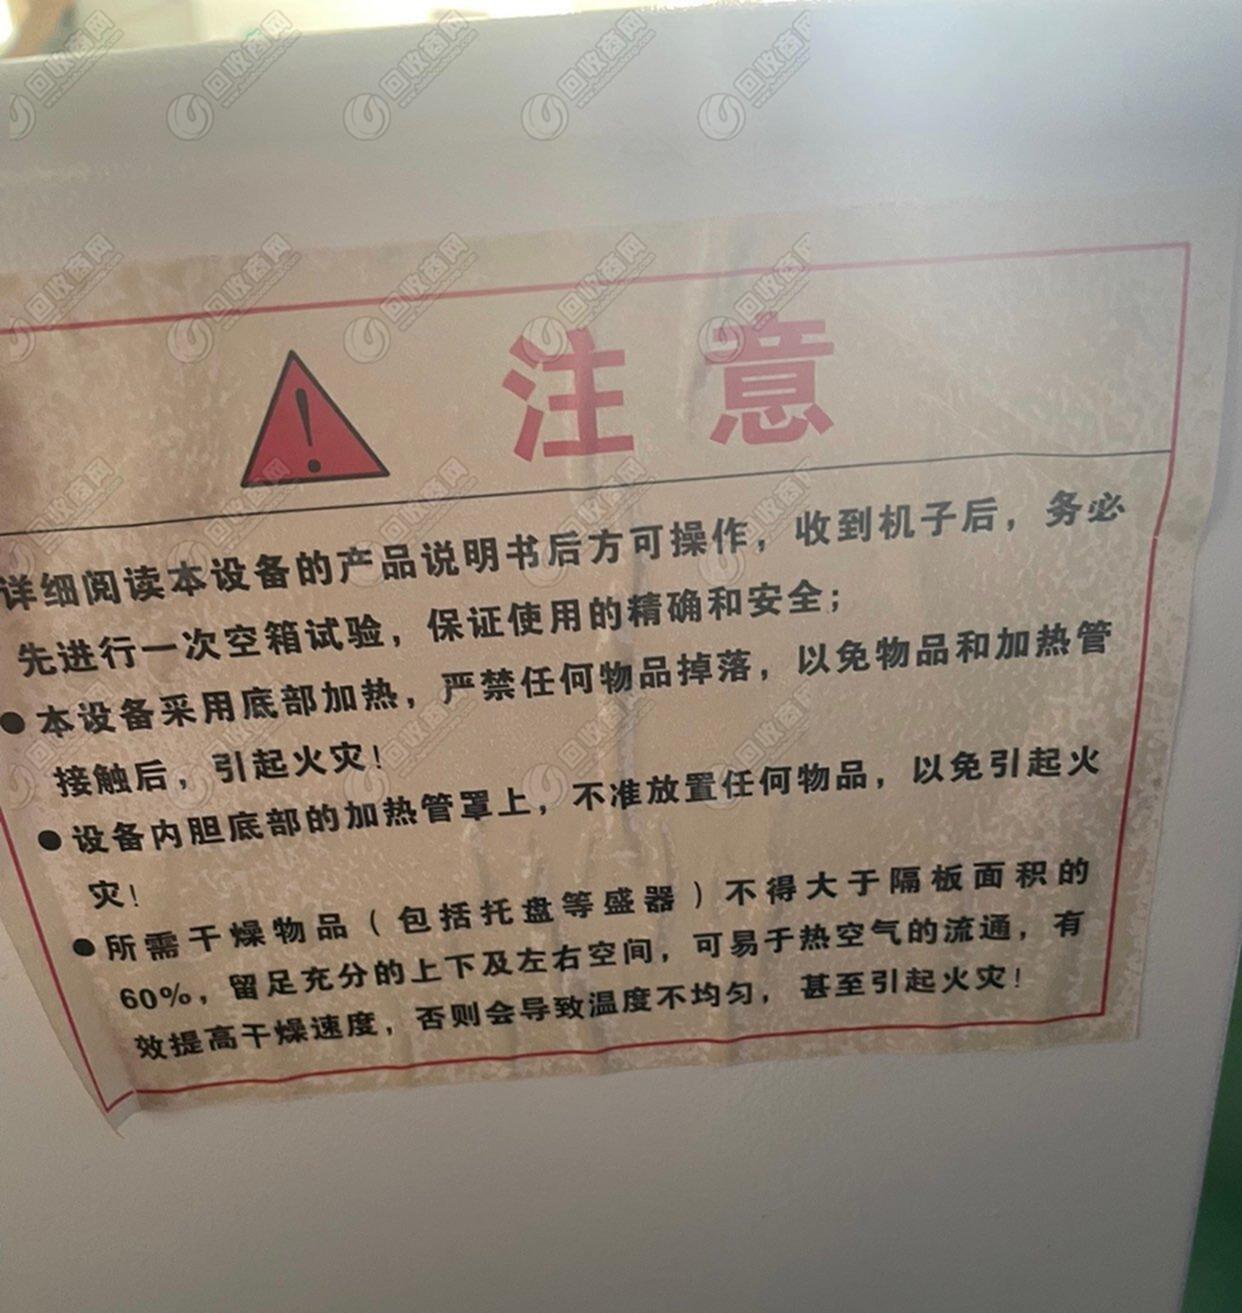 注意
详细阅读本设备的产品说明书后方可操作，收到机子后，务必
先进行一次空箱试验，保证使用的精确和安全；
●本设备采用底部加热，严禁任何物品掉落，以免物品和加热管
接触后，引起火灾！
●设备内胆底部的加热管罩上，不准放置任何物品，以免引起火
灾！
●所需干燥物品（包括托盘等盛器）不得大于隔板面积的
60%，留足充分的上下及左右空间，可易于热空气的流通，有
效提高干燥速度，否则会导致温度不均匀，甚至引起火灾！
回收商网